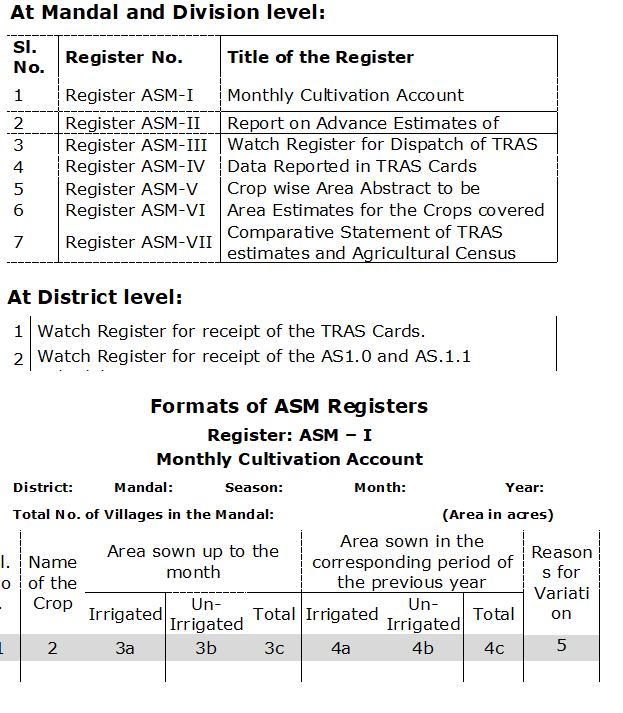 At Mandal and Division level:
Sl. No. Register No. Title of the Register
1 Register ASM-I Monthly Cultivation Account
2 Register ASM-II Report on Advance Estimates of
3 Register ASM-III Watch Register for Dispatch of TRAS
4 Register ASM-IV Data Reported in TRAS Cards
5 Register ASM-V Crop wise Area Abstract to be
6 Register ASM-VI Area Estimates for the Crops covered
7 Register ASM-VII Comparative Statement of TRAS
estimates and Agricultural Census
At District level:
1 Watch Register for receipt of the TRAS Cards.
2 Watch Register for receipt of the AS1.0 and AS.1.1
Formats of ASM Registers
Register: ASM – I
Monthly Cultivation Account
District: Mandal: Season: Month: Year:
Total No. of Villages in the Mandal: (Area in acres)
l.
o
.
Name
of the
Crop
Area sown up to the
month
Area sown in the
corresponding period of
the previous year
Reason
s for
Variati
on
Irrigated Un-
Irrigated Total Irrigated Un-
Irrigated Total
1 2 3a 3b 3c 4a 4b 4c 5